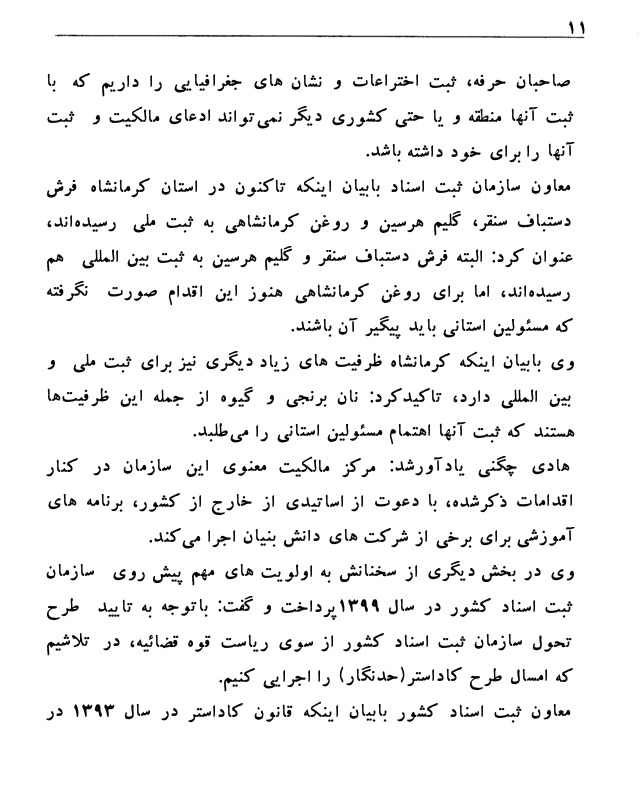 ۱۱
صاحبان حرفه، ثبت اختراعات و نشان های جغرافیایی را داریم که با
ثبت آنها منطقه و یا حتی کشوری دیگر نمی‌تواند ادعای مالکیت و ثبت
آنها را برای خود داشته باشد.
معاون سازمان ثبت اسناد بابیان اینکه تاکنون در استان کرمانشاه فرش
دستباف سنقر، گلیم هرسین و روغن کرمانشاهی به ثبت ملی رسیده‌اند،
عنوان کرد: البته فرش دستباف سنقر و گلیم هرسین به ثبت بین المللی هم
رسیده‌اند، اما برای روغن کرمانشاهی هنوز این اقدام صورت نگرفته
که مسئولین استانی باید پیگیر آن باشند.
وی بابیان اینکه کرمانشاه ظرفیت های زیاد دیگری نیز برای ثبت ملی و
بین المللی دارد، تاکیدکرد: نان برنجی و گیوه از جمله این ظرفیت‌ها
هستند که ثبت آنها اهتمام مسئولین استانی را می‌طلبد.
هادی چگنی یادآورشد: مرکز مالکیت معنوی این سازمان در کنار
اقدامات ذکرشده، با دعوت از اساتیدی از خارج از کشور، برنامه های
آموزشی برای برخی از شرکت های دانش بنیان اجرا می‌کند.
وی در بخش دیگری از سخنانش به اولویت های مهم پیش روی سازمان
ثبت اسناد کشور در سال ۱۳۹۹پرداخت و گفت: باتوجه به تایید طرح
تحول سازمان ثبت اسناد کشور از سوی ریاست قوه قضائیه، در تلاشیم
که امسال طرح کاداستر(حدنگار) را اجرایی کنیم.
معاون ثبت اسناد کشور بابیان اینکه قانون کاداستر در سال ۱۳۹۳ در